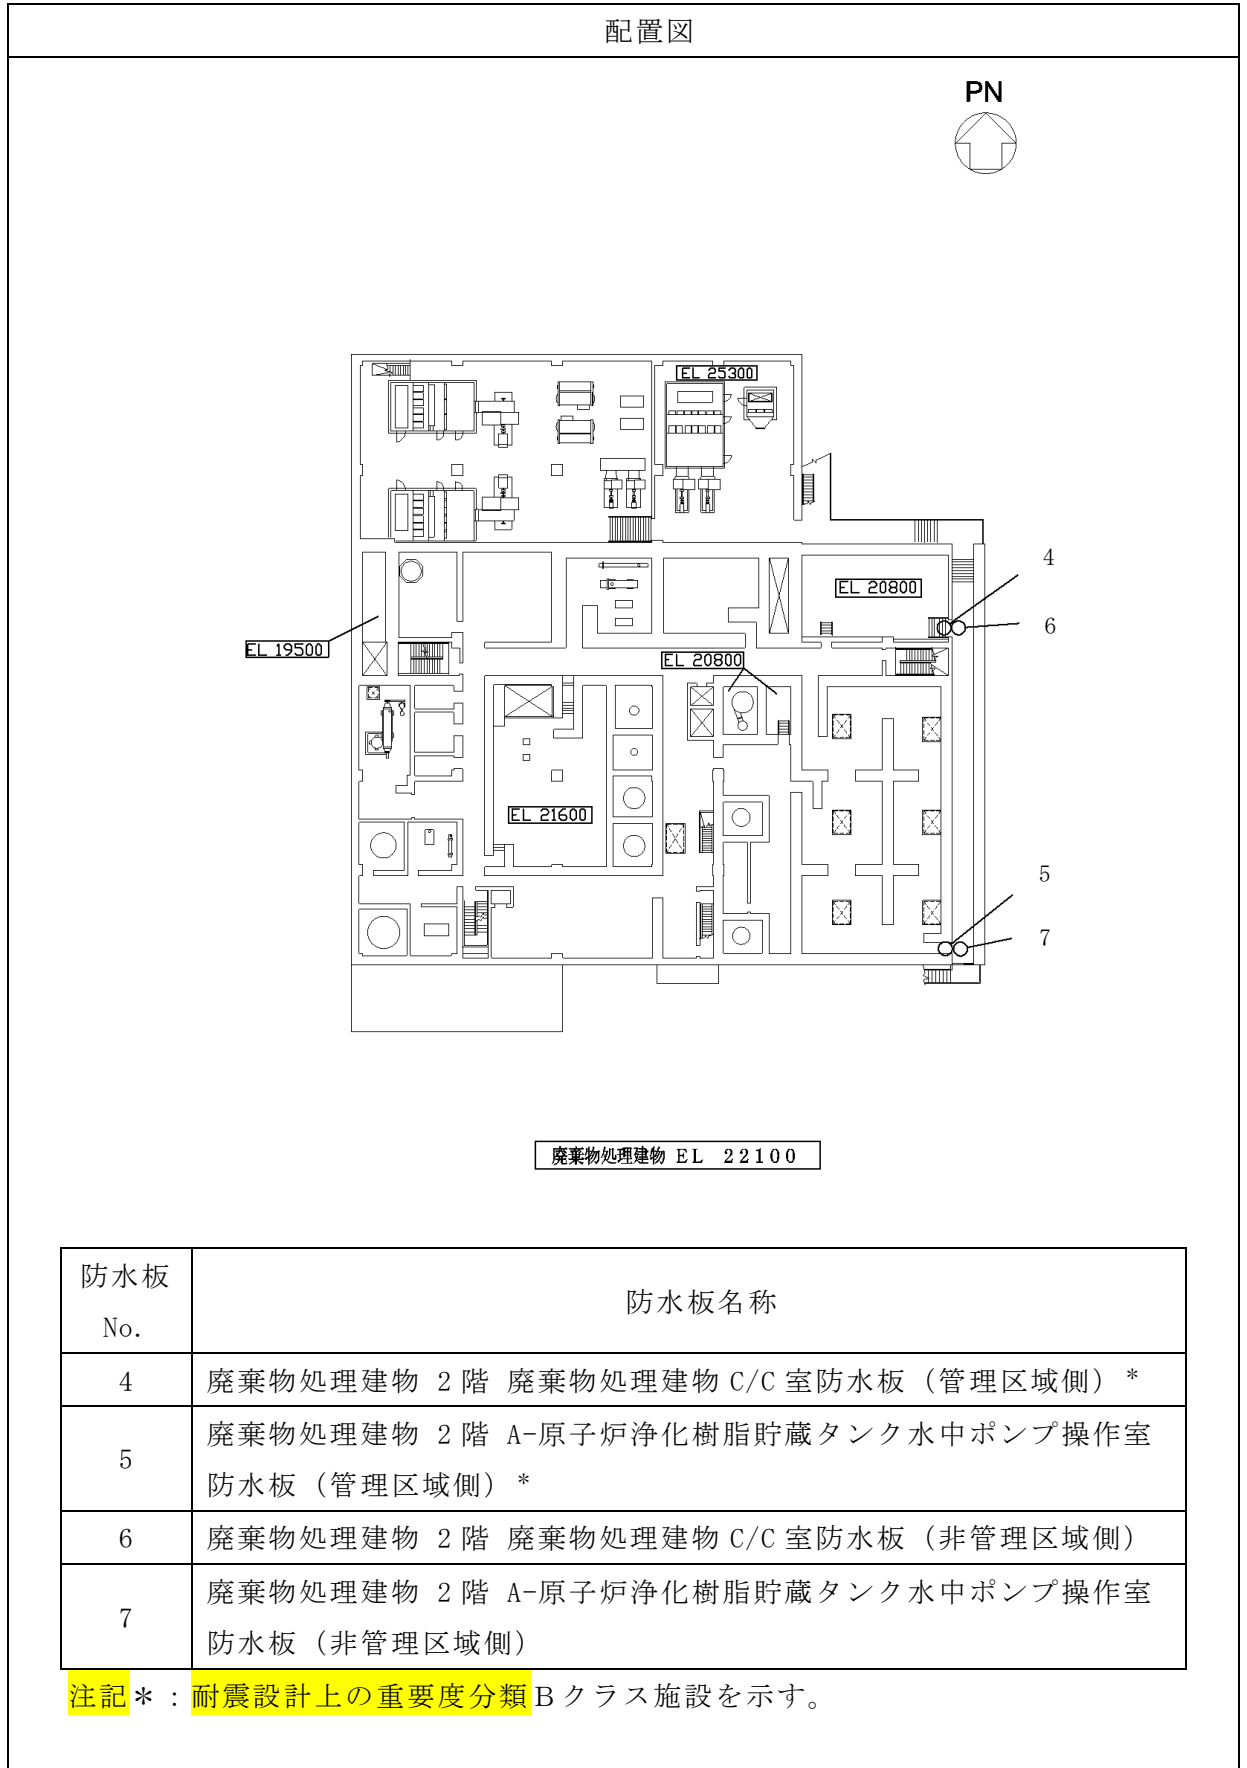 配置図
PN
EL 25300
4
EL 20800
6
EL 19500
EL 20800
EL 21600
5
7
廃棄物処理建物 EL 22100
防水板
No.
防水板名称
4
廃棄物処理建物 2階 廃棄物処理建物 C/C 室防水板（管理区域側）*
5
廃棄物処理建物 2階 A-原子炉浄化樹脂貯蔵タンク水中ポンプ操作室
防水板（管理区域側）*
6
廃棄物処理建物 2階 廃棄物処理建物 C/C 室防水板（非管理区域側）
7
廃棄物処理建物 2階 A-原子炉浄化樹脂貯蔵タンク水中ポンプ操作室
防水板（非管理区域側）
注記＊：耐震設計上の重要度分類Ｂクラス施設を示す。